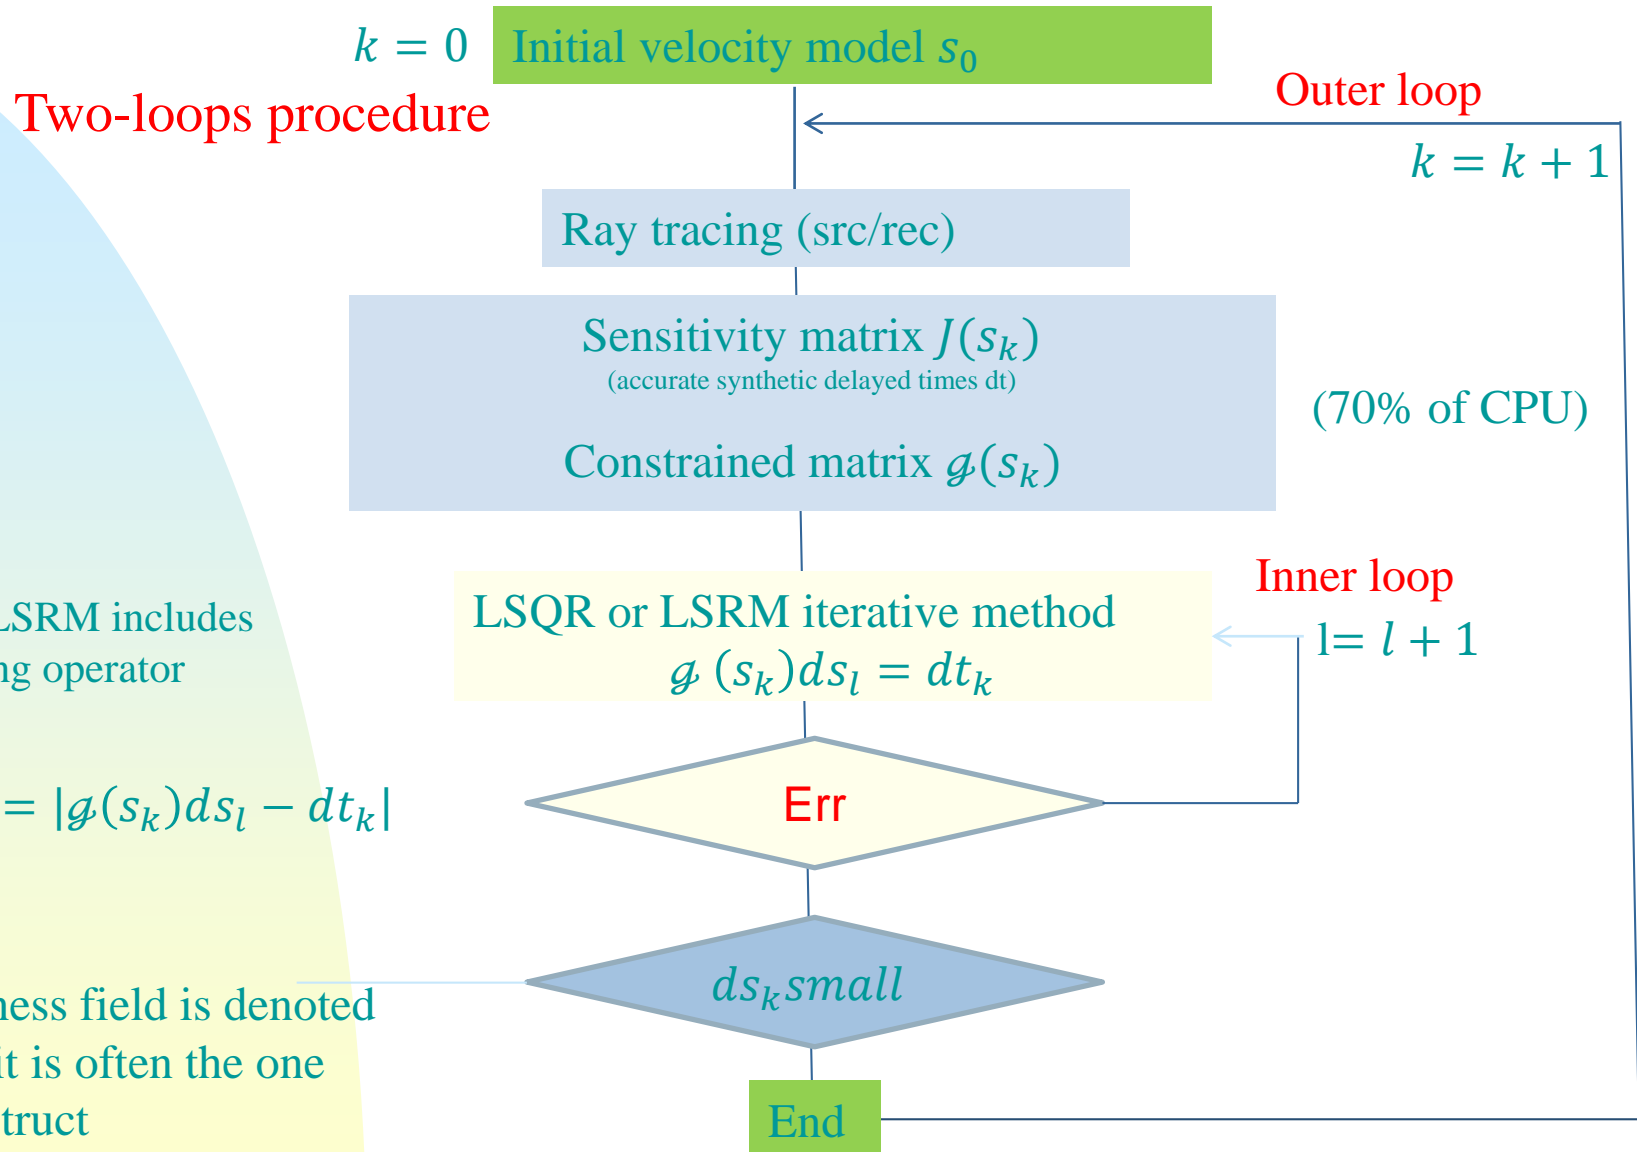 k = 0
Initial velocity model s₀
Two-loops procedure
Outer loop
k = k + 1
Ray tracing (src/rec)
Sensitivity matrix J(sₖ)
(accurate synthetic delayed times dt)
(70% of CPU)
Constrained matrix ℊ(sₖ)
Inner loop
LSRM includes
operator
LSQR or LSRM iterative method
l= l + 1
ℊ (sₖ)dsₗ = dtₖ
= |ℊ(sₖ)dsₗ − dtₖ|
Err
dsₖsmall
field is denoted
it is often the one
End